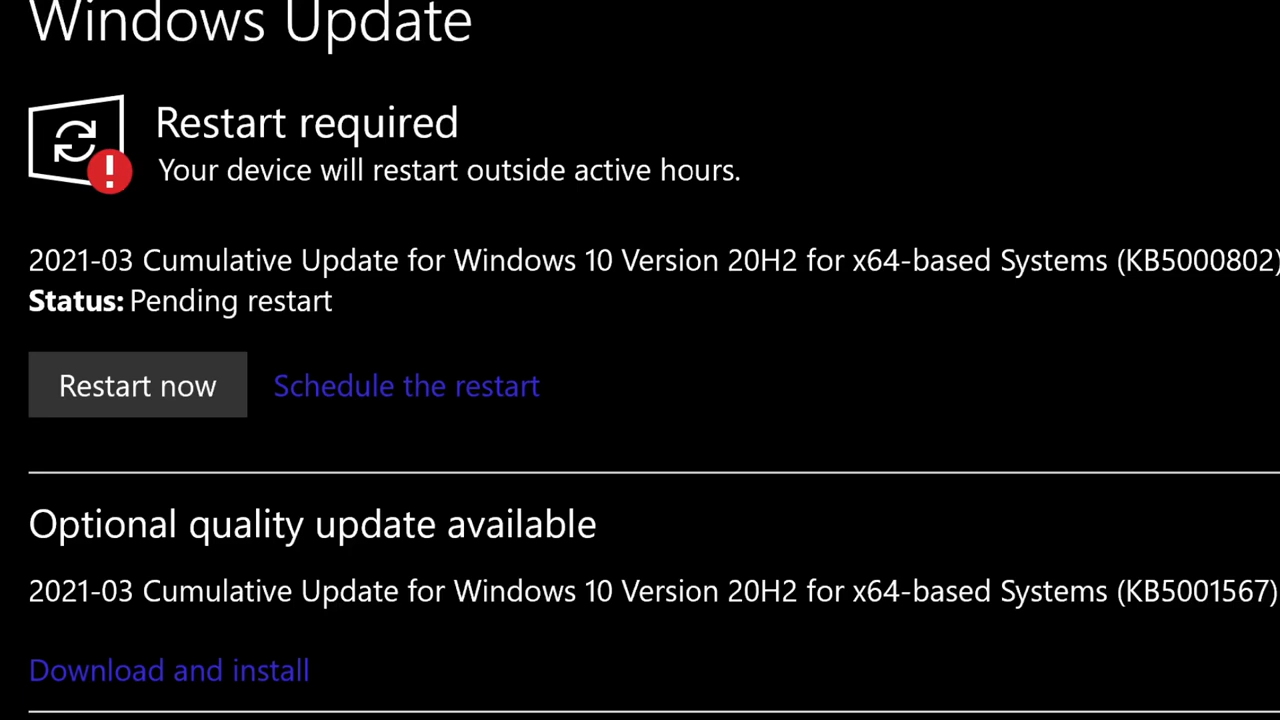 Windows Update
Restart required
Your device will restart outside active hours.
2021-03 Cumulative Update for Windows 10 Version 20H2 for x64-based Systems (KB5000802)
Status: Pending restart
Restart now Schedule the restart
Optional quality update available
2021-03 Cumulative Update for Windows 10 Version 20H2 for x64-based Systems (KB5001567)
Download and install